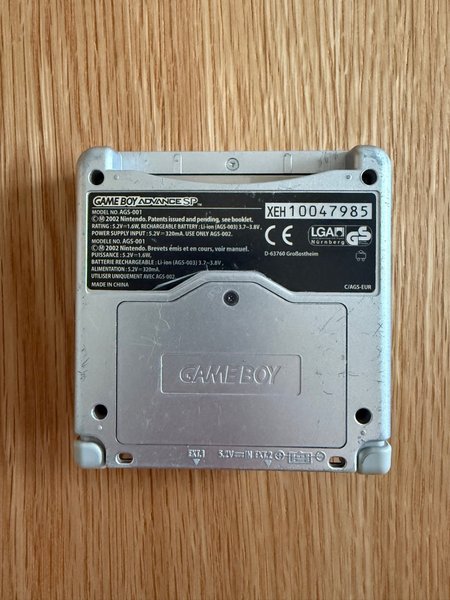 GAME BOY ADVANCE SP
MODEL NO. AGS-001
©Ⓜ 2002 Nintendo. Patents issued and pending, see booklet.
RATING : 5.2V⎓1.6W, RECHARGEABLE BATTERY : Li-ion (AGS-003) 3.7⎓3.8V ,
POWER SUPPLY INPUT : 5.2V⎓320mA. USE ONLY AGS-002.
MODELE NO. AGS-001
©Ⓜ 2002 Nintendo. Brevets émis et en cours, voir manuel.
PUISSANCE : 5.2V⎓1.6W,
BATTERIE RECHARGEABLE : Li-ion (AGS-003) 3.7⎓3.8V ,
ALIMENTATION : 5.2V⎓320mA.
UTILISER UNIQUEMENT AVEC AGS-002.
MADE IN CHINA
XEH10047985
CE
LGA
Nürnberg
GS
D-63760 Großostheim
C/AGS-EUR
GAME BOY
EXT.1 5.2V⎓IN EXT.2